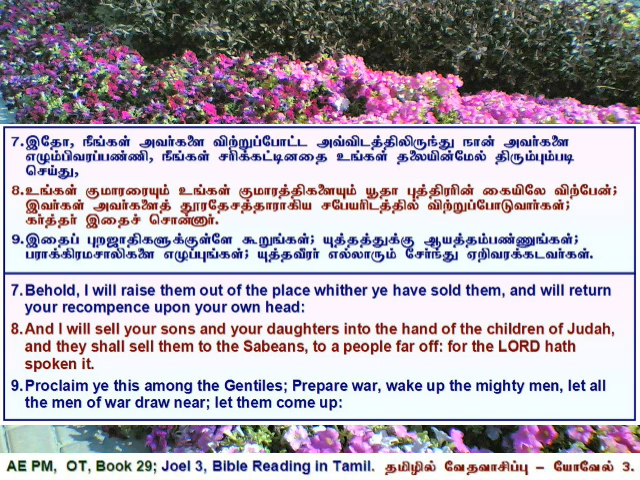 7. இதோ, நீங்கள் அவர்களை விற்றுப்போட்ட அவ்விடத்திலிருந்து நான் அவர்களை
எழும்பிவரப்பண்ணி, நீங்கள் சரிக்கட்டினதை உங்கள் தலையின்மேல் திரும்பும்படி
செய்து,
8. உங்கள் குமாரரையும் உங்கள் குமாரத்திகளையும் யூதா புத்திரரின் கையிலே விற்பேன்;
இவர்கள் அவர்களைத் தூரதேசத்தாராகிய சபேயரிடத்தில் விற்றுப்போடுவார்கள்;
கர்த்தர் இதைச் சொன்னார்.
9. இதைப் புறஜாதிகளுக்குள்ளே கூறுங்கள்; யுத்தத்துக்கு ஆயத்தம்பண்ணுங்கள்;
பராக்கிரமசாலிகளை எழுப்புங்கள்; யுத்தவீரர் எல்லாரும் சேர்ந்து ஏறிவரக்கடவர்கள்.
7. Behold, I will raise them out of the place whither ye have sold them, and will return
your recompence upon your own head:
8. And I will sell your sons and your daughters into the hand of the children of Judah,
and they shall sell them to the Sabeans, to a people far off: for the LORD hath
spoken it.
9. Proclaim ye this among the Gentiles; Prepare war, wake up the mighty men, let all
the men of war draw near; let them come up:
AE PM, OT, Book 29; Joel 3, Bible Reading in Tamil. தமிழில் வேதவாசிப்பு – யோவேல் 3.